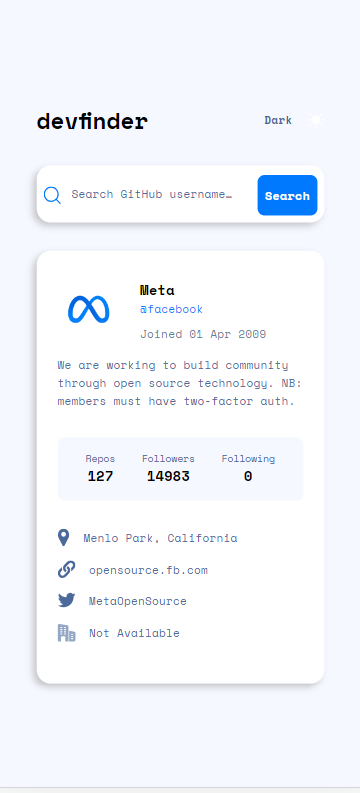 devfinder
Dark
Search GitHub username…
Search
Meta
@facebook
Joined 01 Apr 2009
We are working to build community
through open source technology. NB:
members must have two-factor auth.
Repos Followers Following
127 14983 0
Menlo Park, California
opensource.fb.com
MetaOpenSource
Not Available